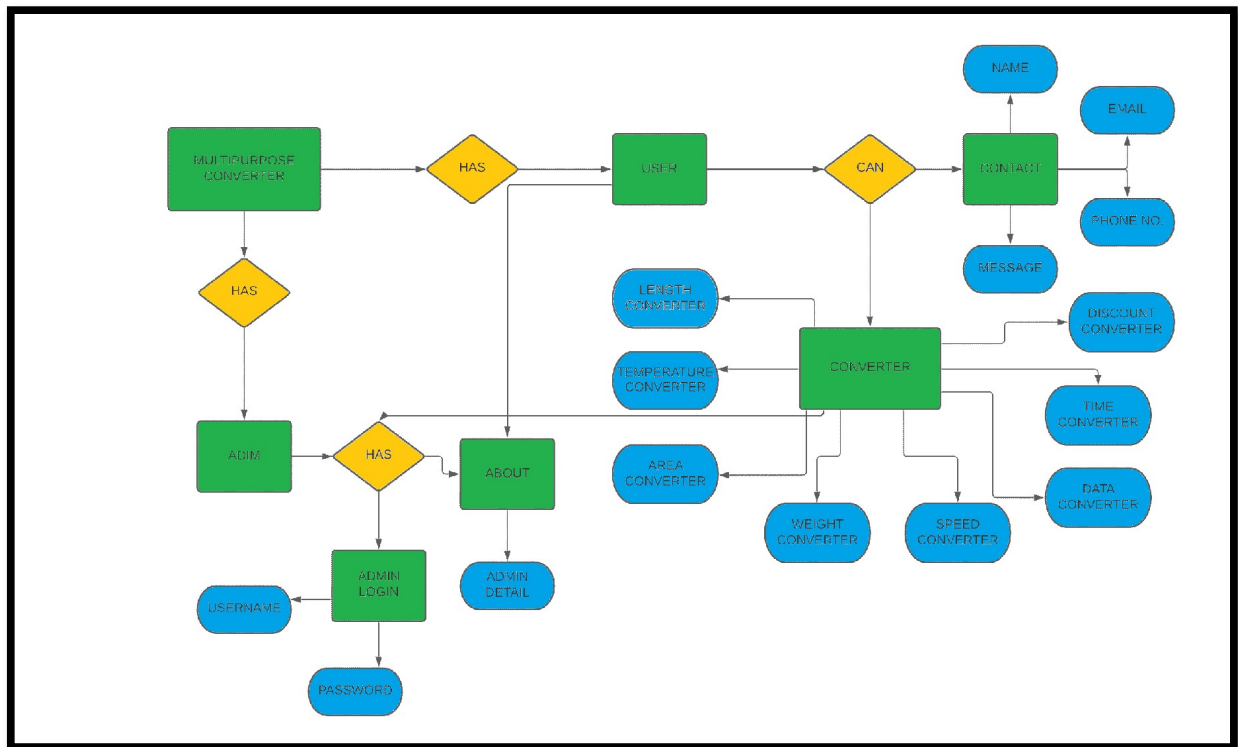 NAME
EMAIL
MULTIPURPOSE
CONVERTER
HAS
USER
CAN
CONTACT
PHONE NO.
MESSAGE
HAS
LENGTH
CONVERTER
DISCOUNT
CONVERTER
TEMPERATURE
CONVERTER
CONVERTER
TIME
CONVERTER
ADIM
HAS
ABOUT
AREA
CONVERTER
DATA
CONVERTER
WEIGHT
CONVERTER
SPEED
CONVERTER
ADMIN
LOGIN
ADMIN
DETAIL
USERNAME
PASSWORD